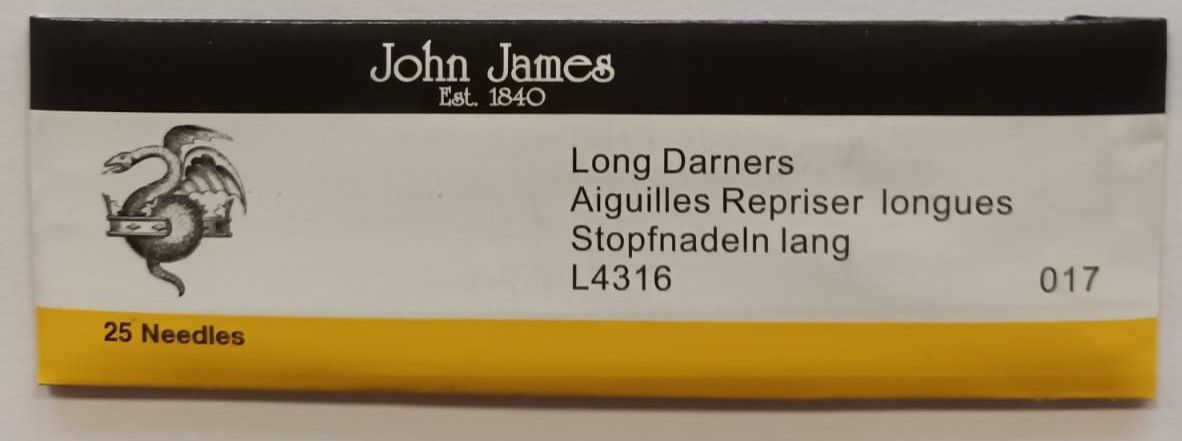 John James
Est. 1840
Long Darners
Aiguilles Repriser longues
Stopfnadeln lang
L4316 017
25 Needles